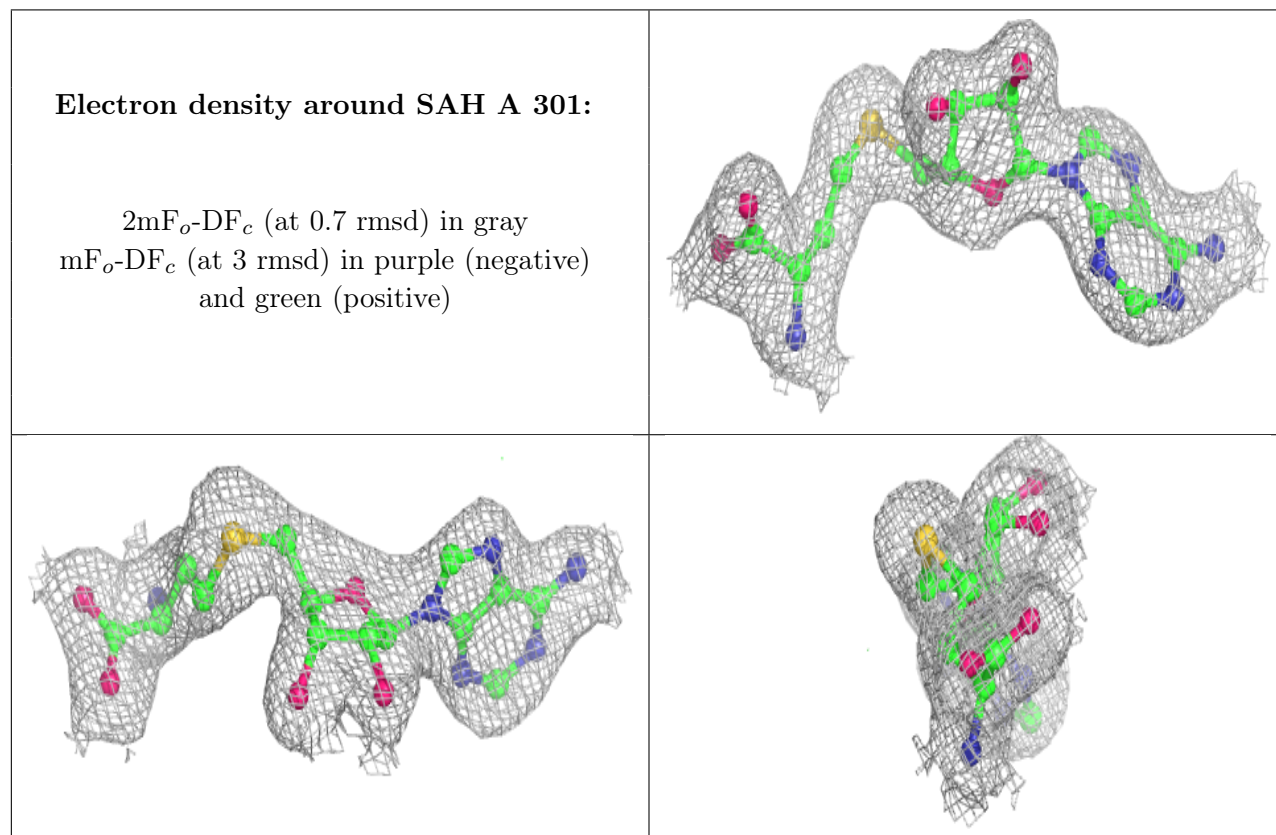 Electron density around SAH A 301:
2mFo-DFc (at 0.7 rmsd) in gray
mFo-DFc (at 3 rmsd) in purple (negative)
and green (positive)